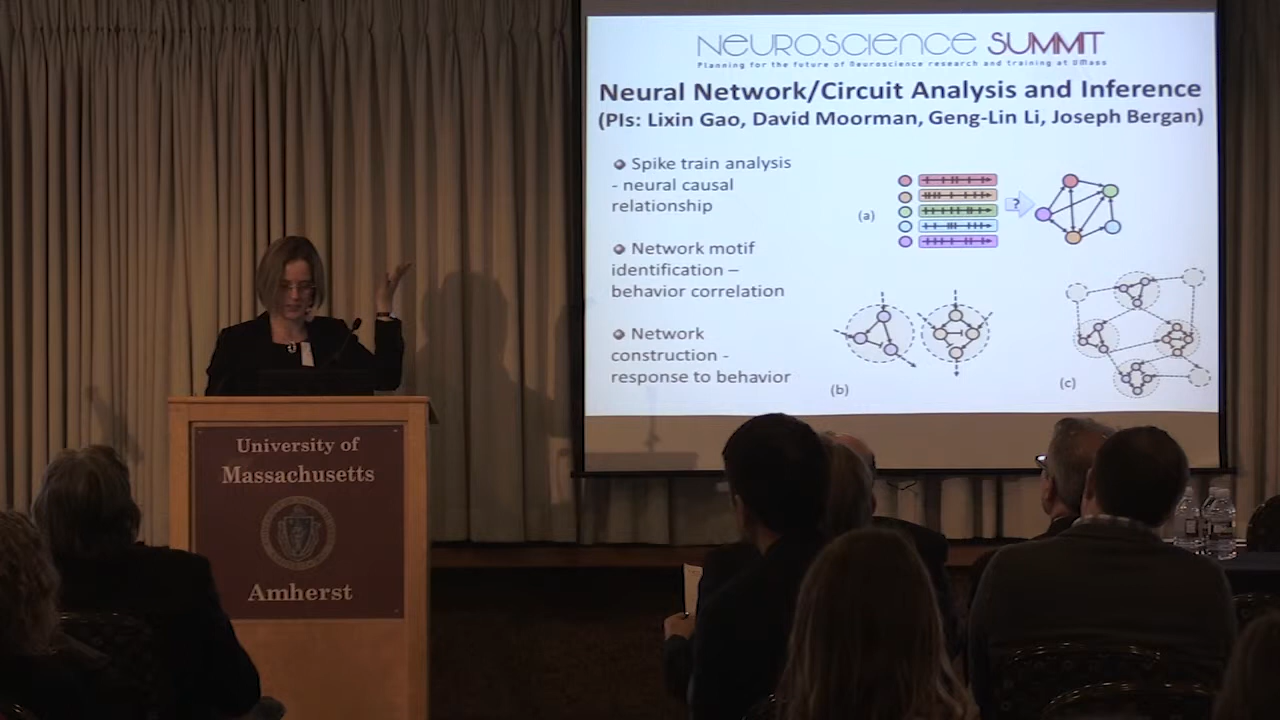 NEUROSCIENCE SUMMIT
Planning for the future of Neuroscience research and training at UMass
Neural Network/Circuit Analysis and Inference
(PIs: Lixin Gao, David Moorman, Geng-Lin Li, Joseph Bergan)
Spike train analysis
- neural causal
relationship
Network motif
identification –
behavior correlation
Network
construction -
response to behavior
(a)
?
(b)
(c)
University of
Massachusetts
Amherst